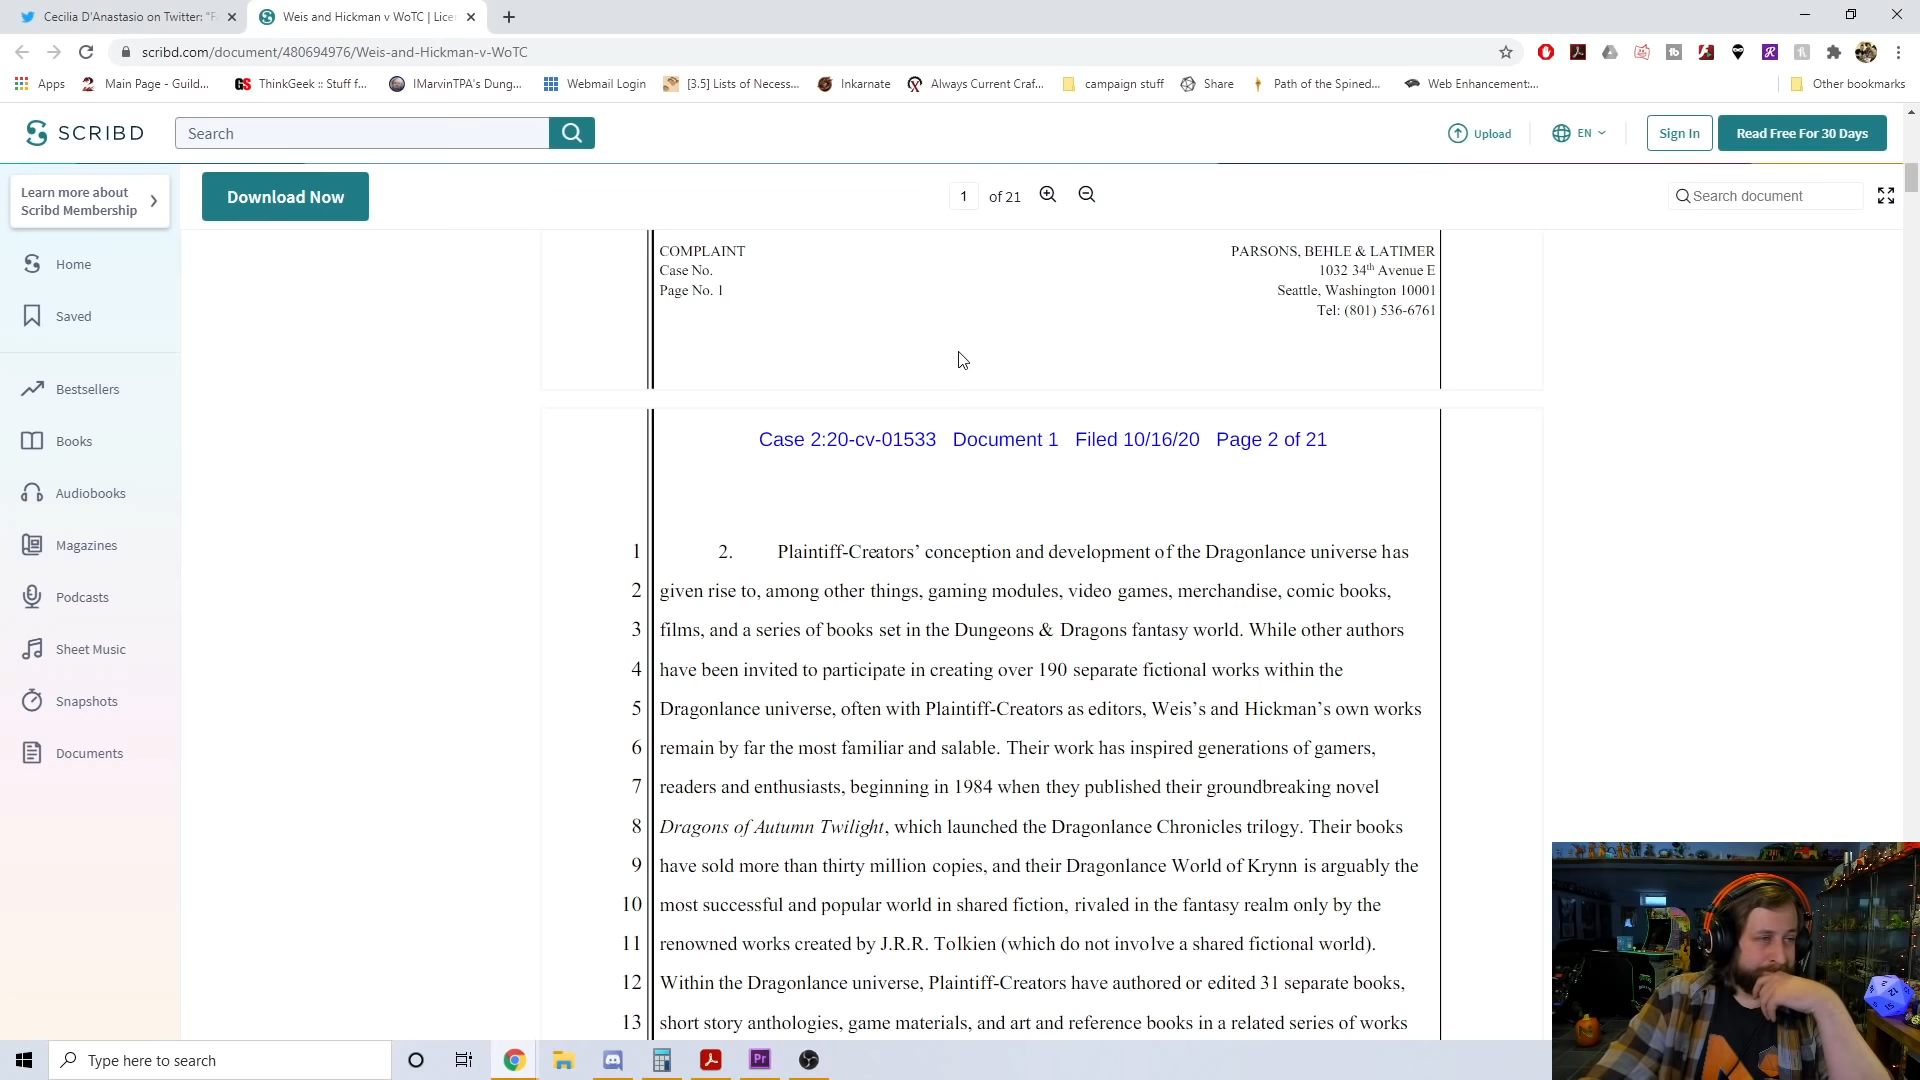 Cecilia D'Anastasio on Twitter: "F
Weis and Hickman v WoTC | Lice
scribd.com/document/480694976/Weis-and-Hickman-v-WoTC
Apps
Main Page - Guild...
ThinkGeek :: Stuff f...
IMarvinTPA's Dung...
Webmail Login
[3.5] Lists of Necess...
Inkarnate
Always Current Craf...
campaign stuff
Share
Path of the Spined...
Web Enhancement:...
Other bookmarks
SCRIBD
Search
Upload
EN
Sign In
Read Free For 30 Days
Learn more about
Scribd Membership
Download Now
1 of 21
Search document
Home
Saved
Bestsellers
Books
Audiobooks
Magazines
Podcasts
Sheet Music
Snapshots
Documents
COMPLAINT
Case No.
Page No. 1
PARSONS, BEHLE & LATIMER
1032 34th Avenue E
Seattle, Washington 10001
Tel: (801) 536-6761
Case 2:20-cv-01533 Document 1 Filed 10/16/20 Page 2 of 21
1 2. Plaintiff-Creators' conception and development of the Dragonlance universe has
2 given rise to, among other things, gaming modules, video games, merchandise, comic books,
3 films, and a series of books set in the Dungeons & Dragons fantasy world. While other authors
4 have been invited to participate in creating over 190 separate fictional works within the
5 Dragonlance universe, often with Plaintiff-Creators as editors, Weis's and Hickman's own works
6 remain by far the most familiar and salable. Their work has inspired generations of gamers,
7 readers and enthusiasts, beginning in 1984 when they published their groundbreaking novel
8 Dragons of Autumn Twilight, which launched the Dragonlance Chronicles trilogy. Their books
9 have sold more than thirty million copies, and their Dragonlance World of Krynn is arguably the
10 most successful and popular world in shared fiction, rivaled in the fantasy realm only by the
11 renowned works created by J.R.R. Tolkien (which do not involve a shared fictional world).
12 Within the Dragonlance universe, Plaintiff-Creators have authored or edited 31 separate books,
13 short story anthologies, game materials, and art and reference books in a related series of works
Type here to search
Pr